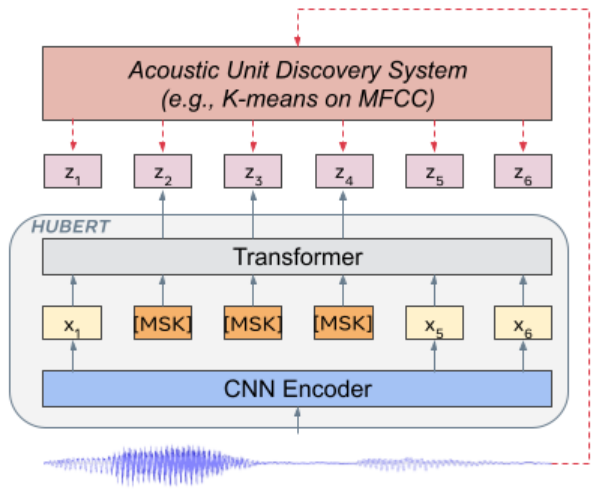 Acoustic Unit Discovery System
(e.g., K-means on MFCC)
z1 z2 z3 z4 z5 z6
HUBERT
Transformer
x1 [MSK] [MSK] [MSK] x5 x6
CNN Encoder